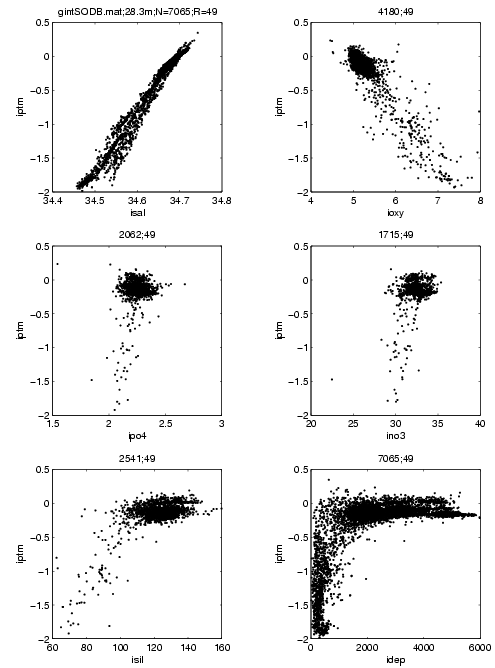 gintSODB.mat;28.3m;N=7065;R=49
0.5
0
−0.5
−1
−1.5
−2
iptm
34.4 34.5 34.6 34.7 34.8
isal
4180;49
0.5
0
−0.5
−1
−1.5
−2
iptm
4 5 6 7 8
ioxy
2062;49
0.5
0
−0.5
−1
−1.5
−2
iptm
1.5 2 2.5 3
ipo4
1715;49
0.5
0
−0.5
−1
−1.5
−2
iptm
20 25 30 35 40
ino3
2541;49
0.5
0
−0.5
−1
−1.5
−2
iptm
60 80 100 120 140 160
isil
7065;49
0.5
0
−0.5
−1
−1.5
−2
iptm
0 2000 4000 6000
idep